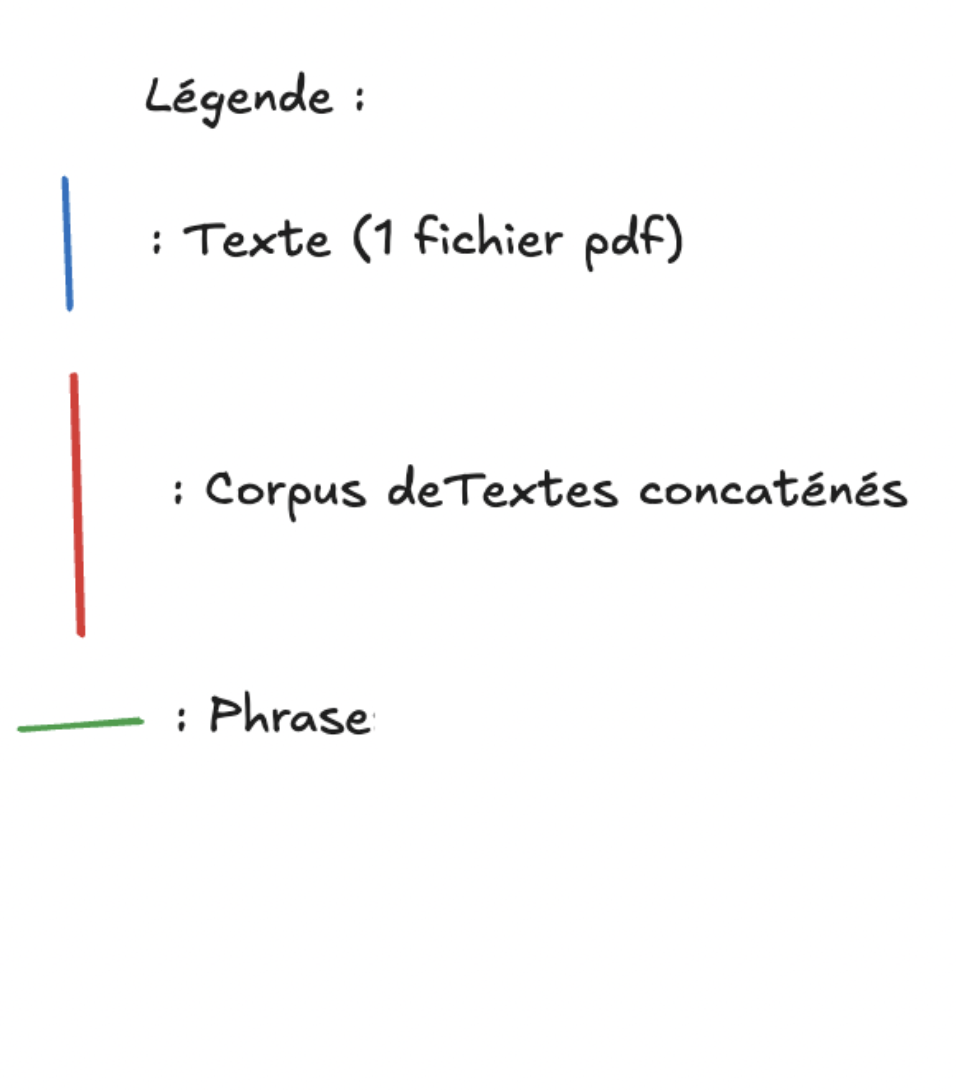 Légende :
: Texte (1 fichier pdf)
: Corpus deTextes concaténés
: Phrase